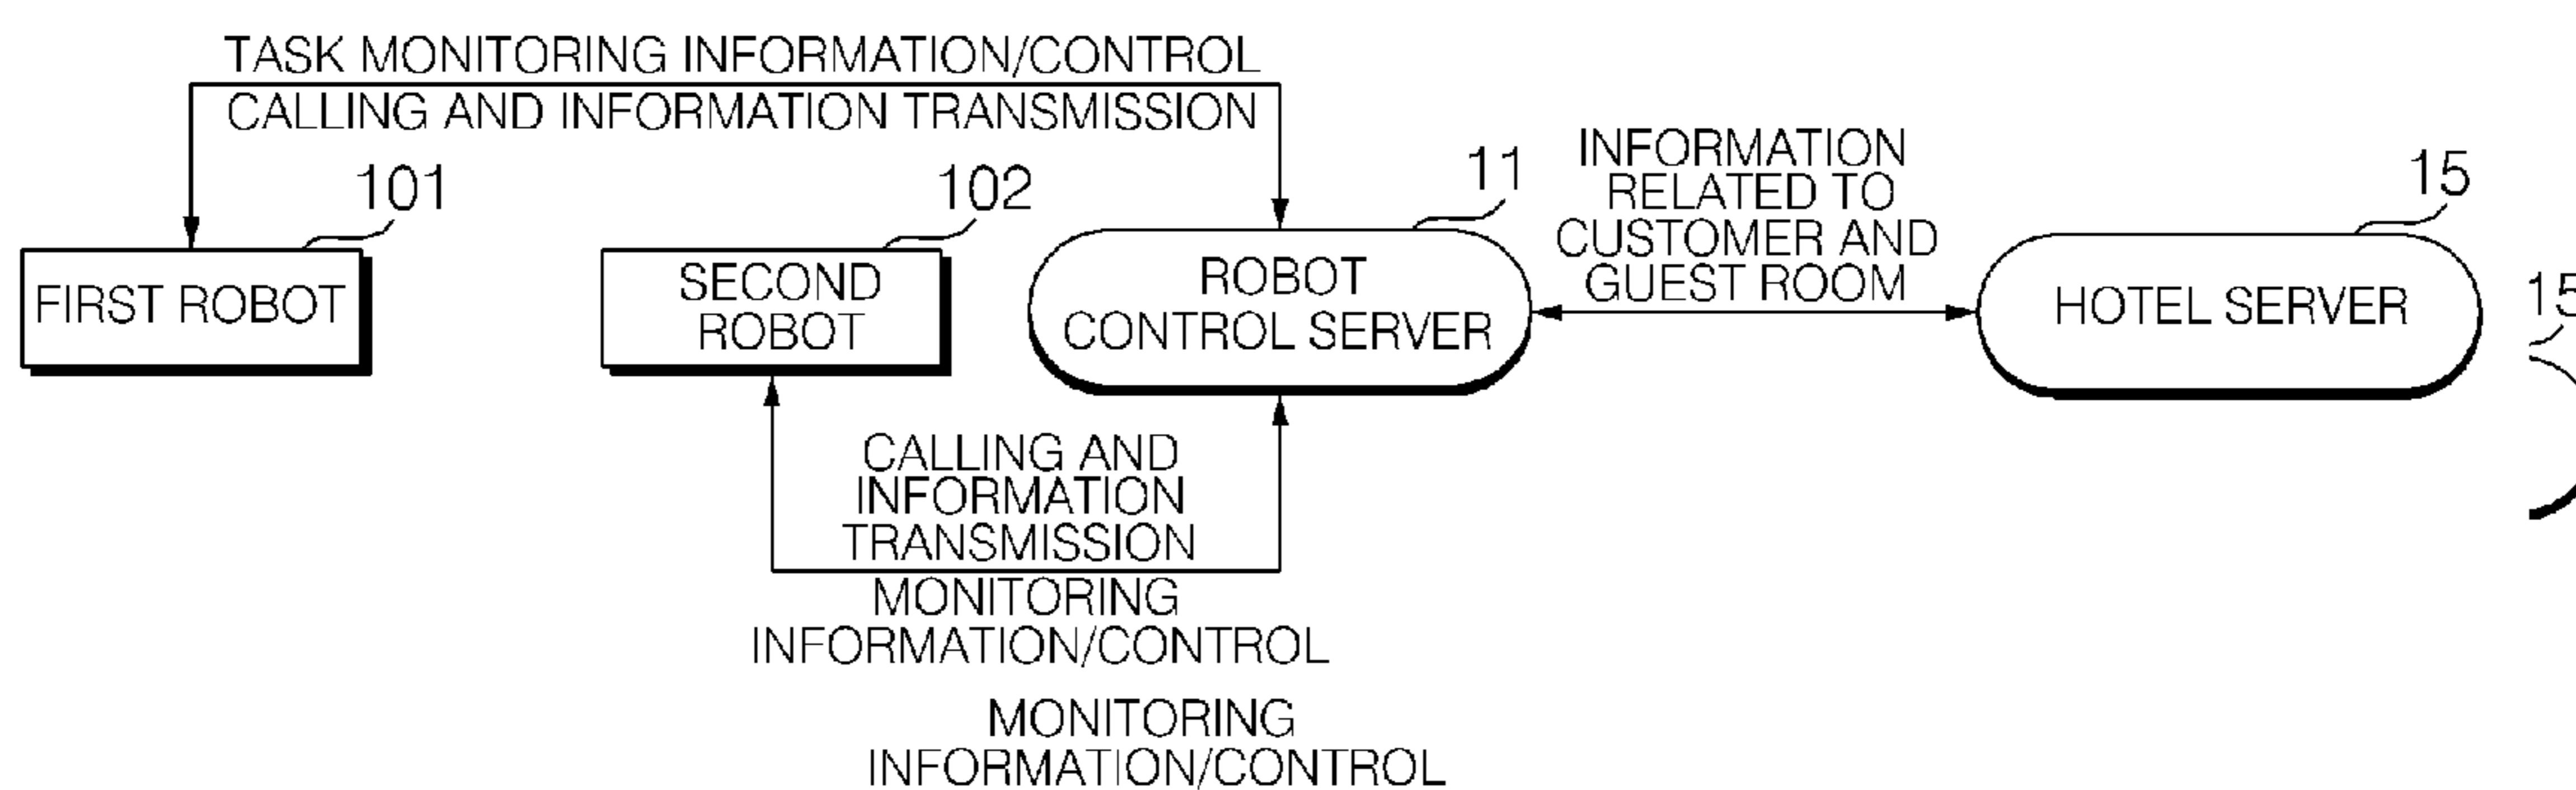 TASK MONITORING INFORMATION/CONTROL
CALLING AND INFORMATION TRANSMISSION
101
102
11
INFORMATION
RELATED TO
CUSTOMER AND
GUEST ROOM
15
15
FIRST ROBOT
SECOND
ROBOT
ROBOT
CONTROL SERVER
HOTEL SERVER
CALLING AND
INFORMATION
TRANSMISSION
MONITORING
INFORMATION/CONTROL
MONITORING
INFORMATION/CONTROL